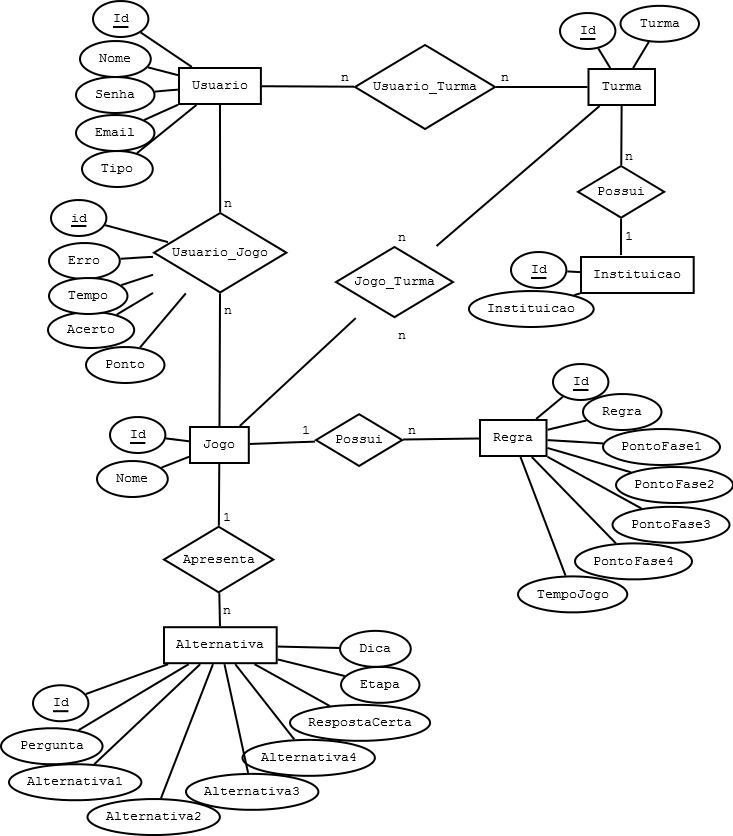 Id
Nome
Senha
Email
Tipo
Usuario
n
Usuario_Turma
n
Id
Turma
Turma
n
Possui
1
Id
Instituicao
Instituicao
n
id
Erro
Tempo
Acerto
Ponto
Usuario_Jogo
n
n
Jogo_Turma
n
Id
Nome
Jogo
1
Possui
n
Regra
Id
Regra
PontoFase1
PontoFase2
PontoFase3
PontoFase4
TempoJogo
1
Apresenta
n
Alternativa
Dica
Etapa
RespostaCerta
Id
Pergunta
Alternativa1
Alternativa2
Alternativa3
Alternativa4